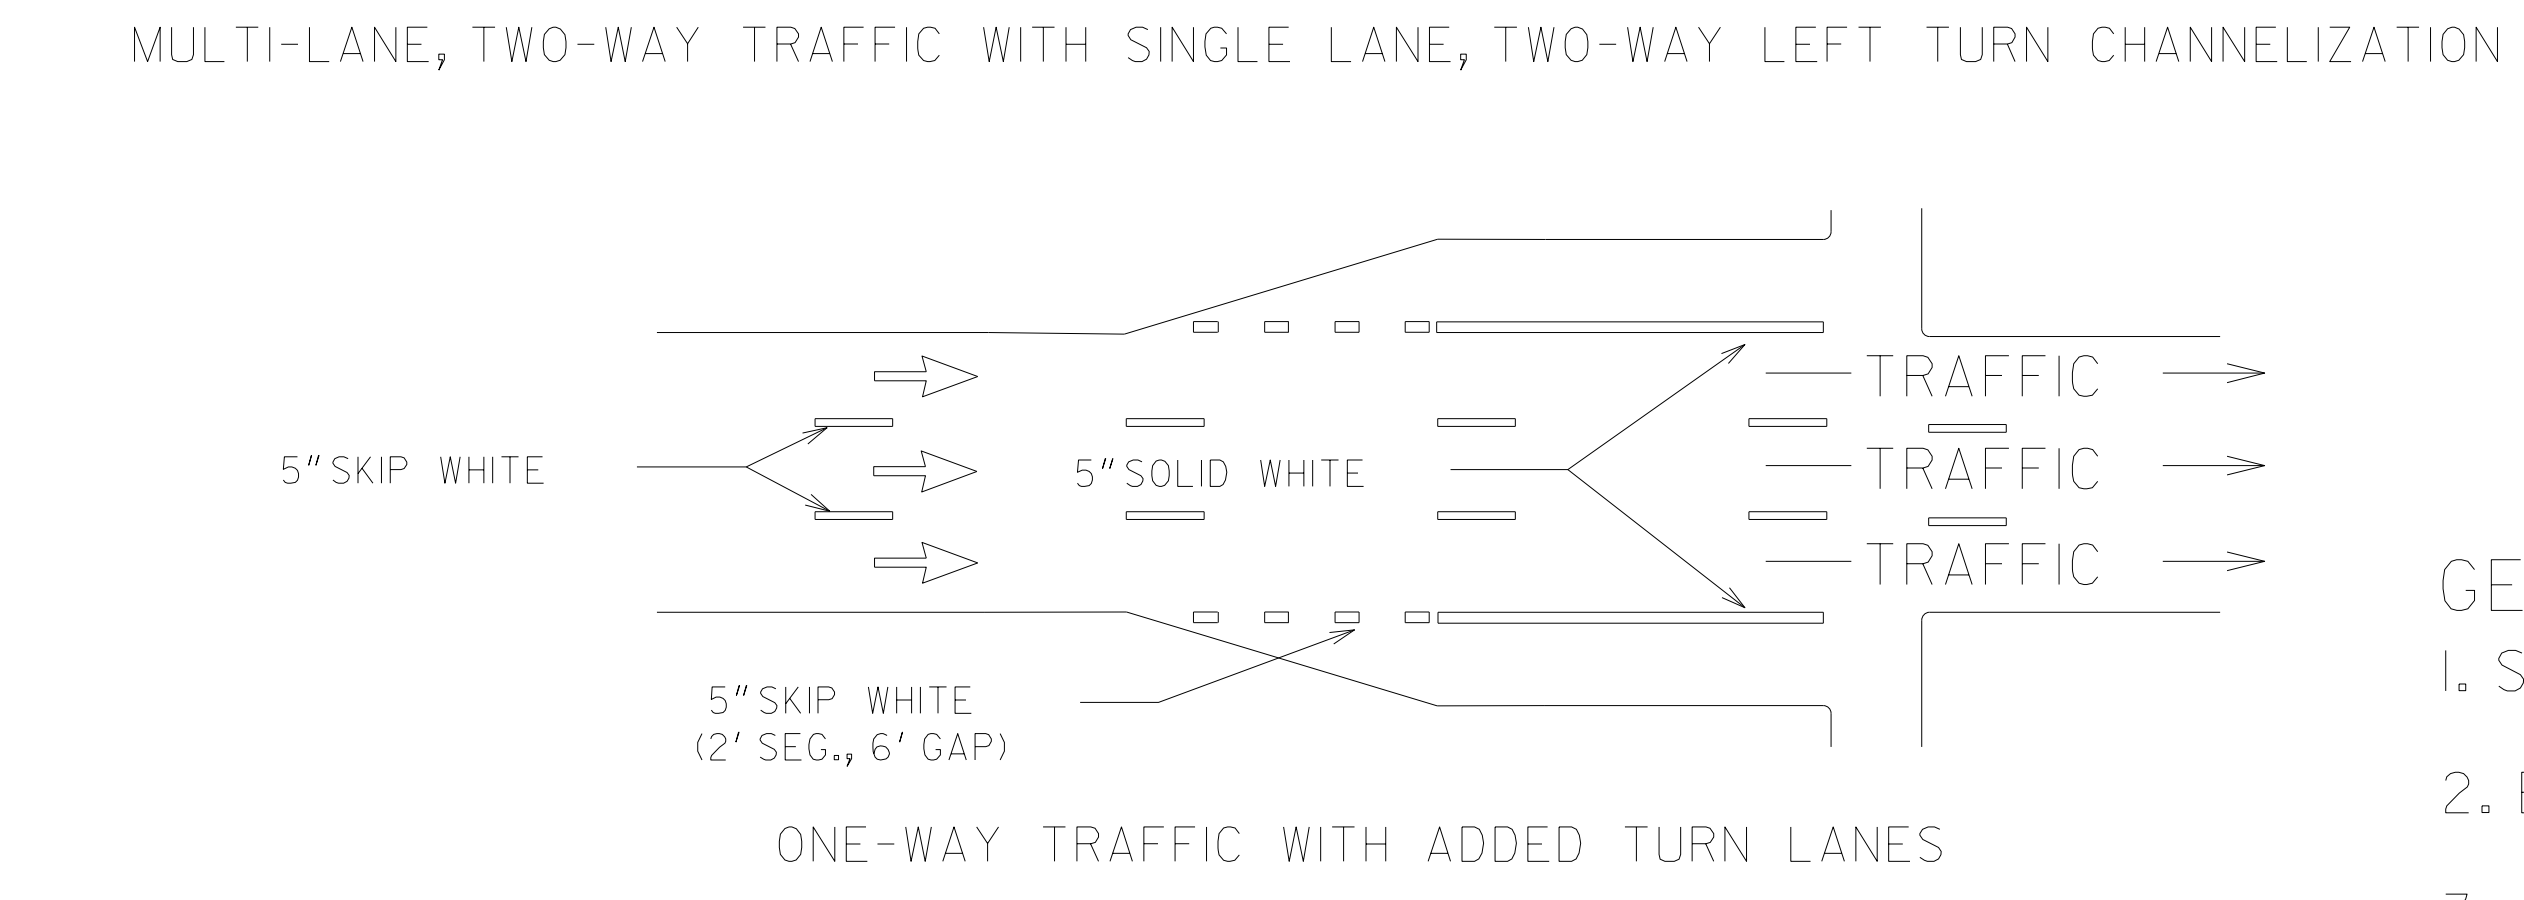 MULTI-LANE, TWO-WAY TRAFFIC WITH SINGLE LANE, TWO-WAY LEFT TURN CHANNELIZATION
TRAFFIC
5" SKIP WHITE
5" SOLID WHITE
TRAFFIC
TRAFFIC
GE
1. S
5" SKIP WHITE
(2' SEG., 6' GAP)
2.
ONE-WAY TRAFFIC WITH ADDED TURN LANES